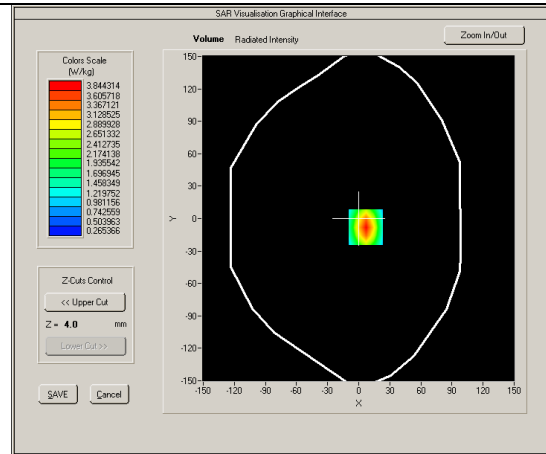 SAR Visualisation Graphical Interface
Volume Radiated Intensity
Zoom In/Out
Colors Scale
(W/kg)
3.844314
3.605718
3.367121
3.128525
2.889928
2.651332
2.412735
2.174138
1.935542
1.696945
1.458349
1.219752
0.981156
0.742559
0.503963
0.265366
Z-Cuts Control
<< Upper Cut
Z = 4.0 mm
Lower Cut >>
SAVE Cancel
150-
120-
90-
60-
30-
0-
-30-
-60-
-90-
-120-
-150-
Y
-150 -120 -90 -60 -30 0 30 60 90 120 150
X